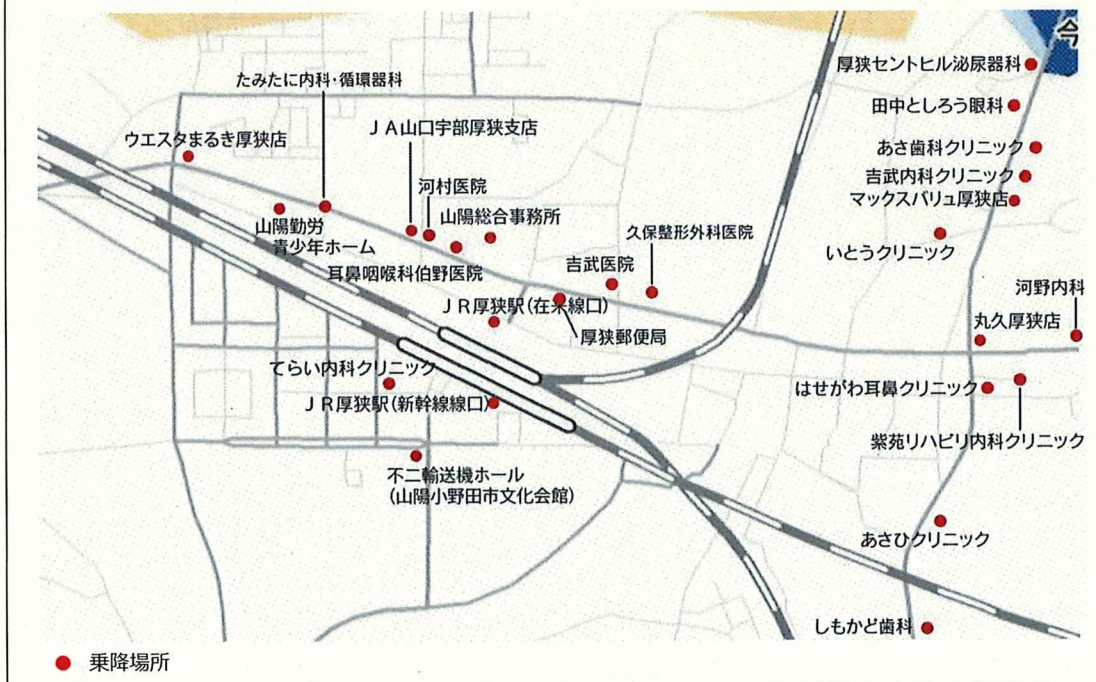 今
厚狭セントヒル泌尿器科
たみたに内科・循環器科
田中としろう眼科
ＪＡ山口宇部厚狭支店
ウエスタまるき厚狭店
あさ歯科クリニック
吉武内科クリニック
河村医院
マックスバリュ厚狭店
山陽総合事務所
山陽勤労
青少年ホーム
久保整形外科医院
いとうクリニック
耳鼻咽喉科伯野医院
吉武医院
河野内科
ＪＲ厚狭駅(在来線口)
丸久厚狭店
厚狭郵便局
てらい内科クリニック
はせがわ耳鼻クリニック
ＪＲ厚狭駅(新幹線線口)
紫苑リハビリ内科クリニック
不二輸送機ホール
(山陽小野田市文化会館)
あさひクリニック
しもかど歯科
乗降場所